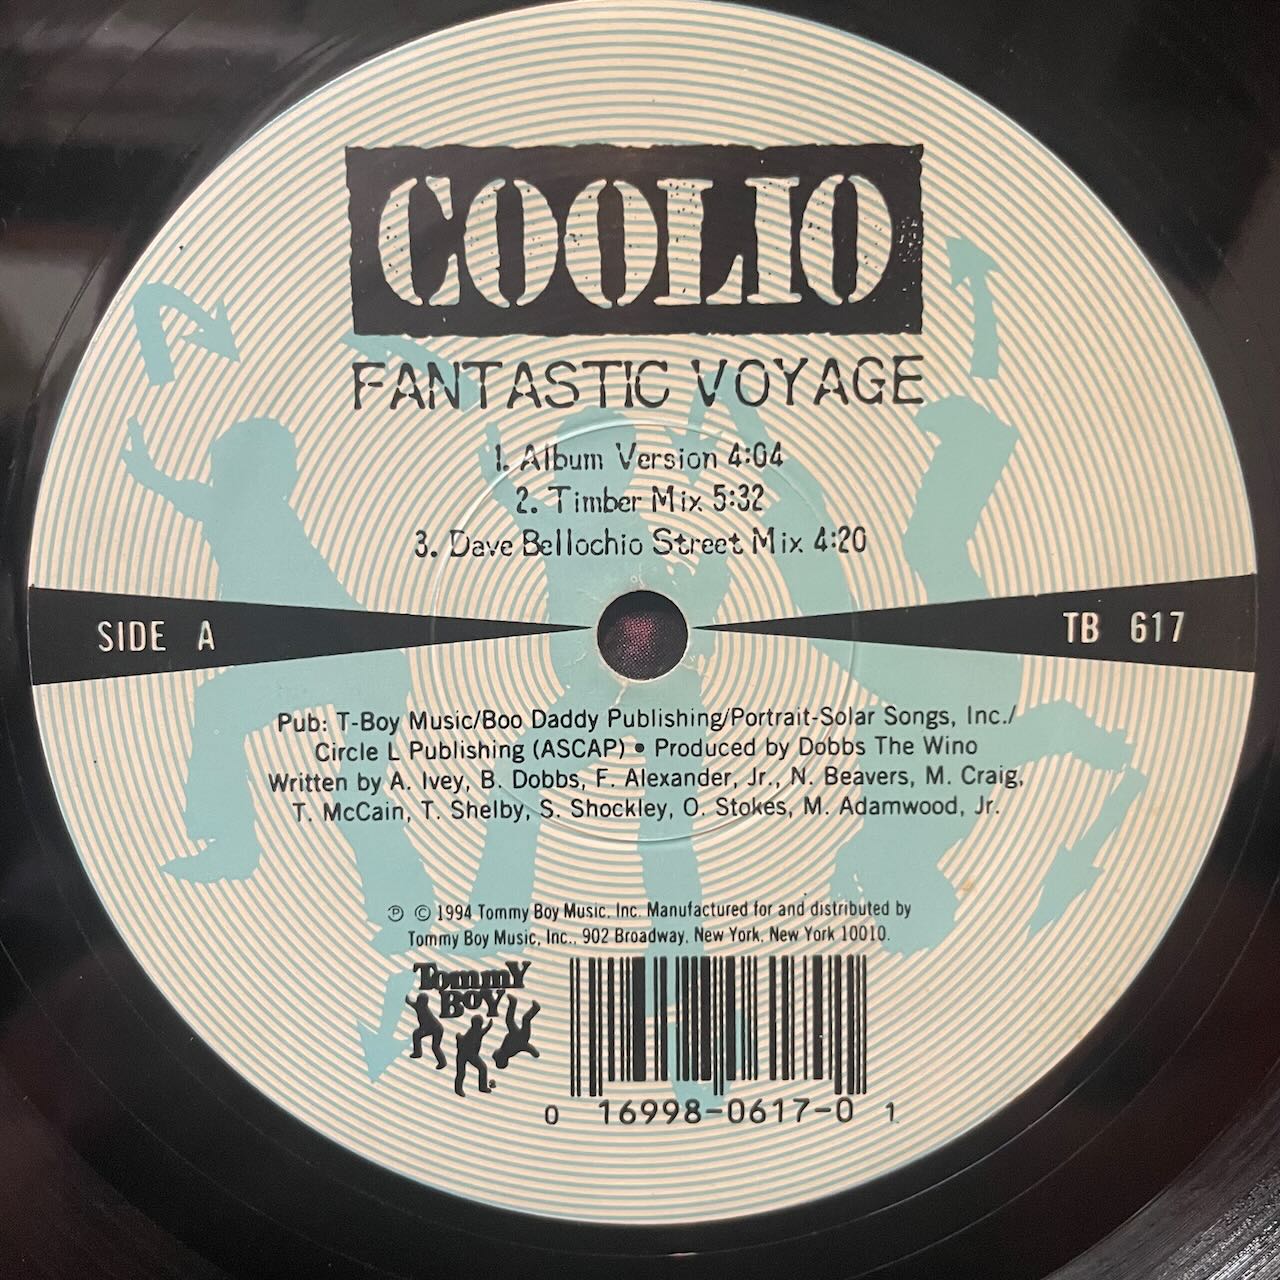 COOLIO
FANTASTIC VOYAGE
1. Album Version 4:04
2. Timber Mix 5:32
3. Dave Bellochio Street Mix 4:20
SIDE A
TB 617
Pub: T-Boy Music/Boo Daddy Publishing/Portrait-Solar Songs, Inc./
Circle L Publishing (ASCAP) • Produced by Dobbs The Wino
Written by A. Ivey, B. Dobbs, F. Alexander, Jr., N. Beavers, M. Craig,
T. McCain, T. Shelby, S. Shockley, O. Stokes, M. Adamwood, Jr.
℗ © 1994 Tommy Boy Music, Inc. Manufactured for and distributed by
Tommy Boy Music, Inc., 902 Broadway, New York, New York 10010.
TommY
BOY
0 16998-0617-0 1